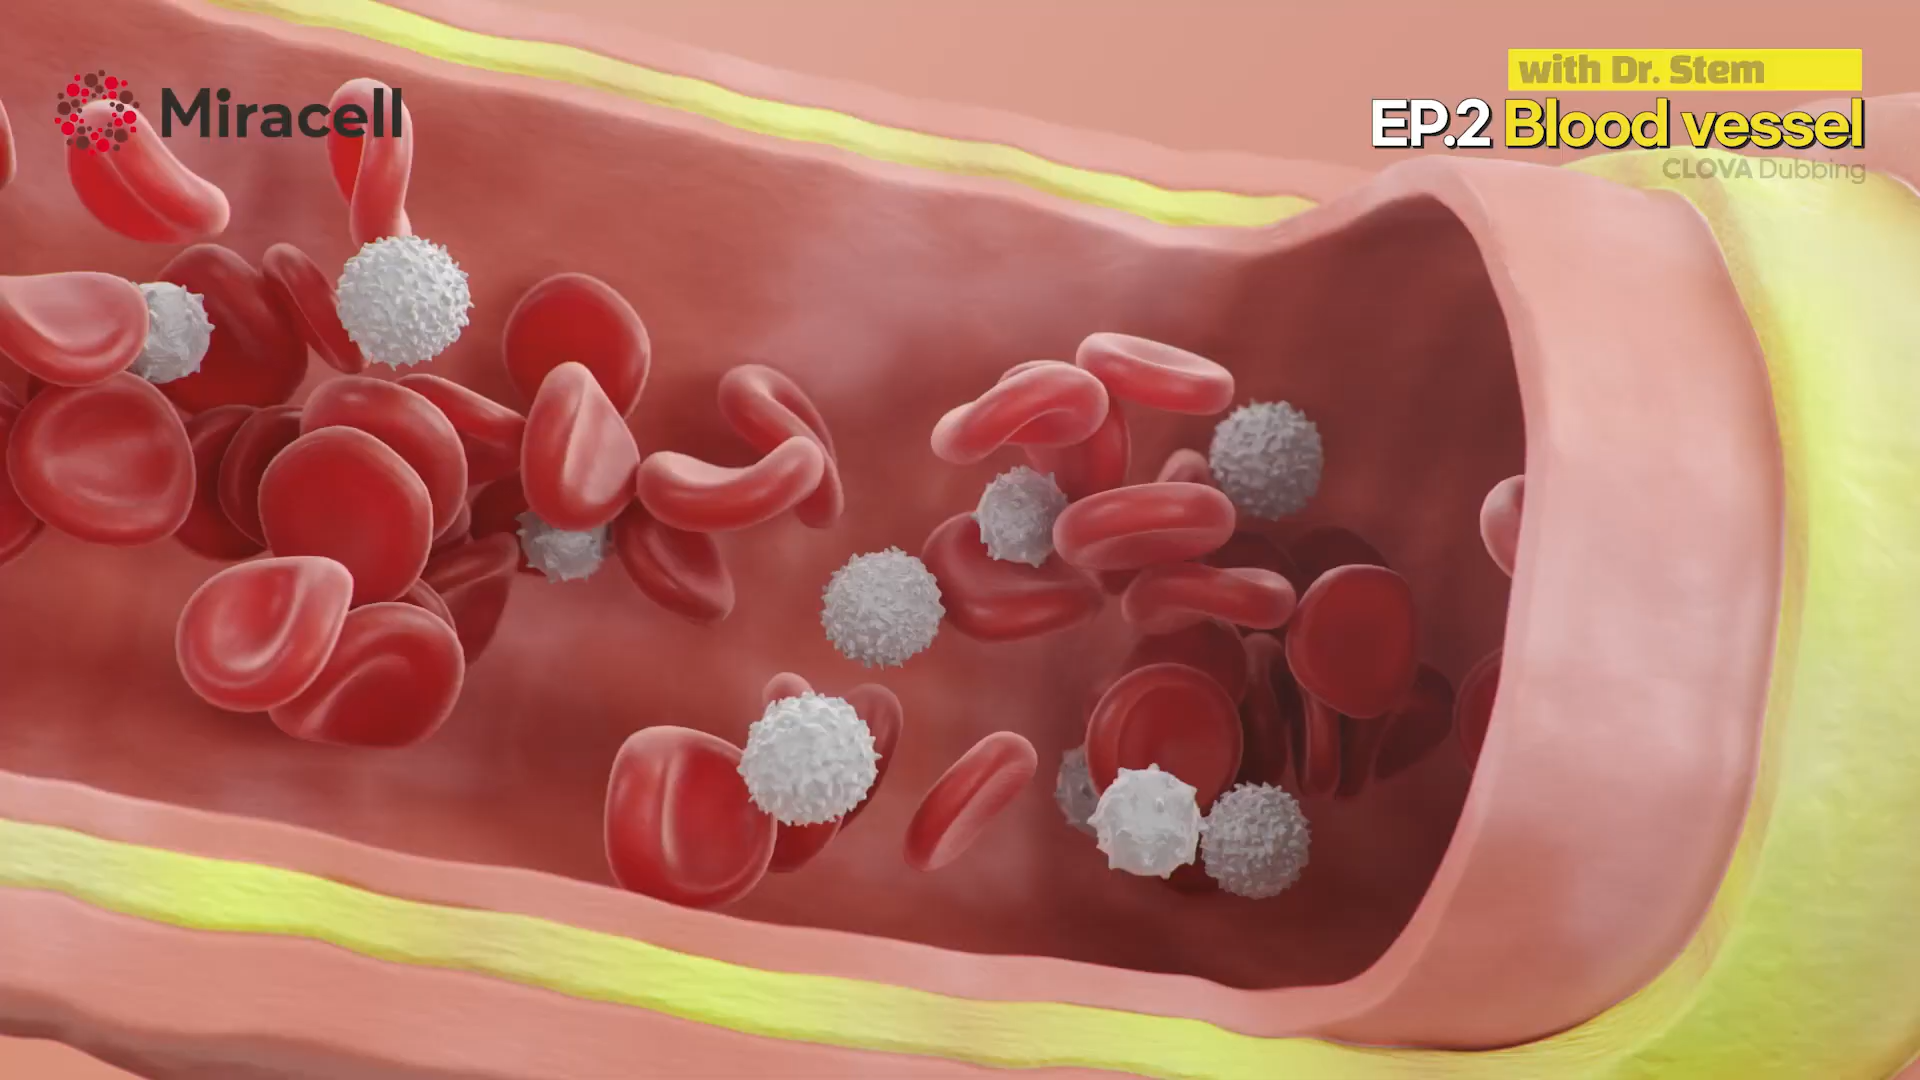 Miracell
with Dr. Stem
EP.2 Blood vessel
CLOVA Dubbing